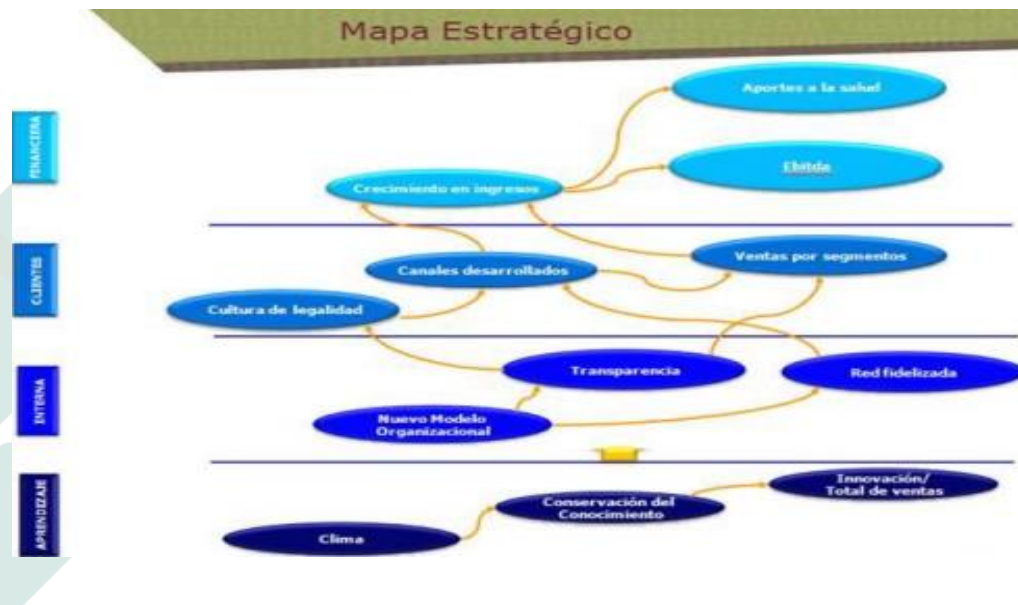 Mapa Estratégico
FINANCIERA
Aportes a la salud
Ebitda
Crecimiento en ingresos
CLIENTES
Ventas por segmentos
Canales desarrollados
Cultura de legalidad
INTERNA
Transparencia
Red fidelizada
Nuevo Modelo
Organizacional
APRENDIZAJE
Innovación/
Total de ventas
Conservación del
Conocimiento
Clima